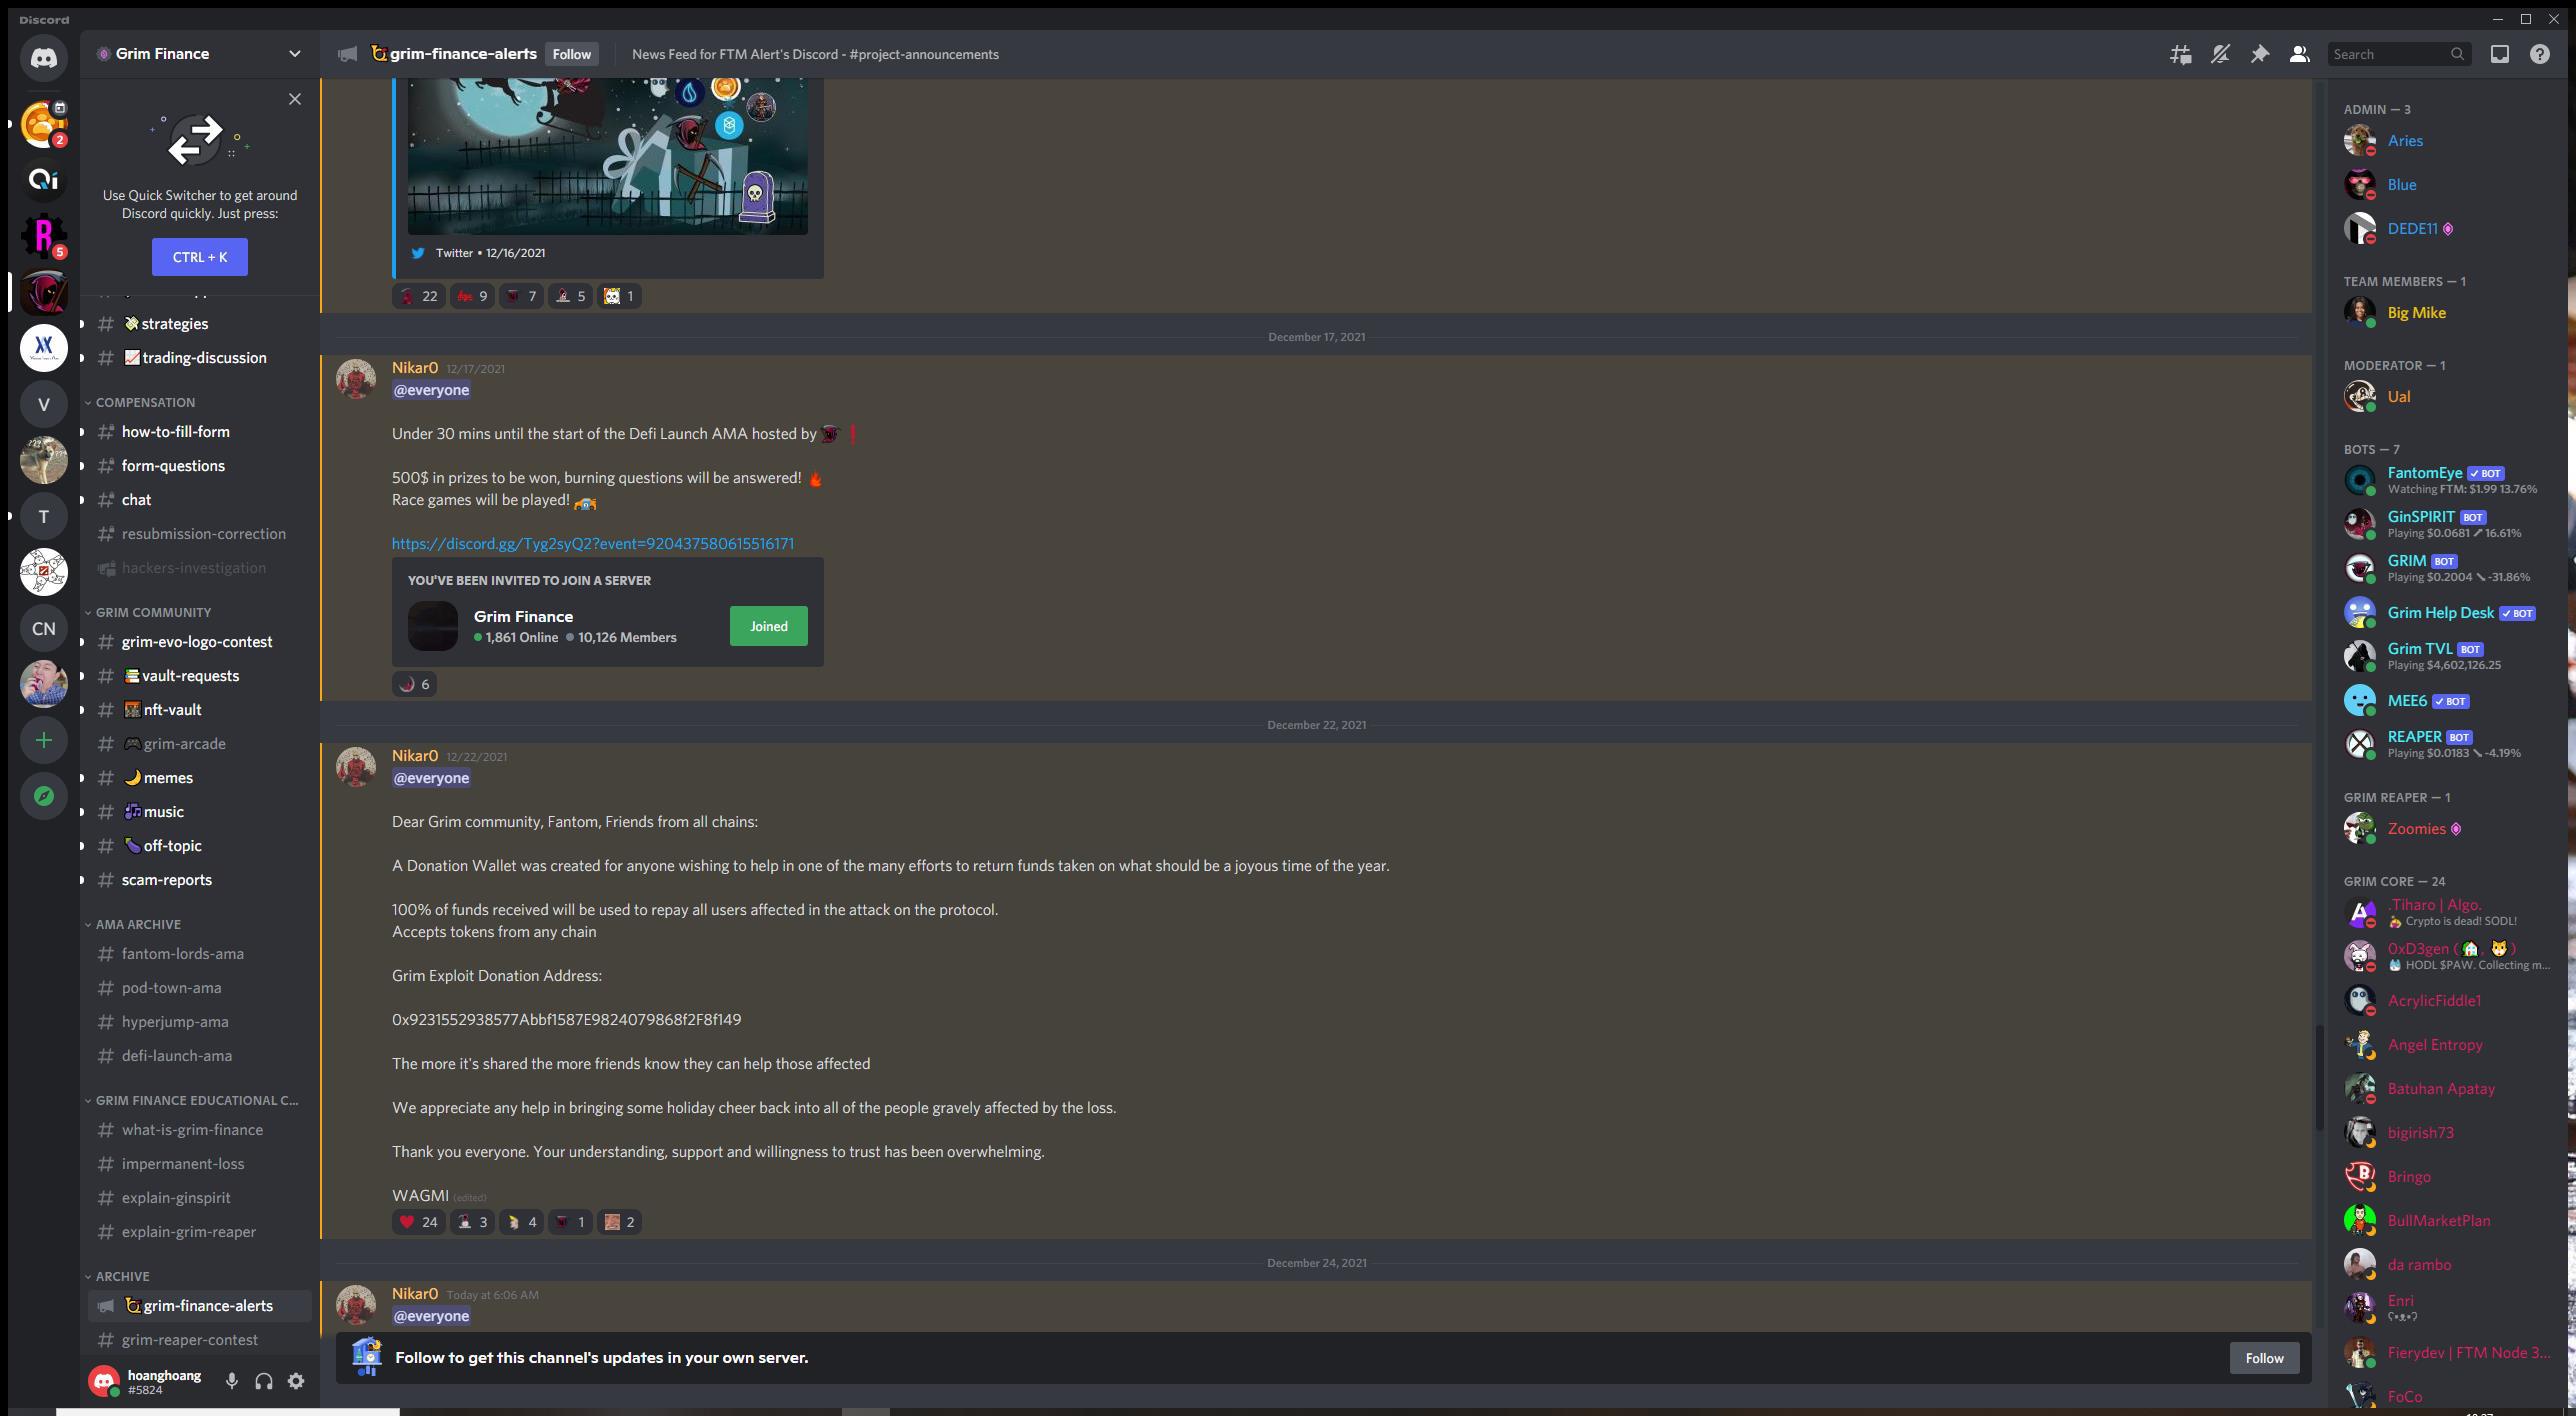 Discord
Grim Finance
grim-finance-alerts
Follow
News Feed for FTM Alert's Discord - #project-announcements
Search
2
5
V
T
CN
Use Quick Switcher to get around
Discord quickly. Just press:
CTRL + K
strategies
trading-discussion
COMPENSATION
how-to-fill-form
form-questions
chat
resubmission-correction
hackers-investigation
GRIM COMMUNITY
grim-evo-logo-contest
vault-requests
nft-vault
grim-arcade
memes
music
off-topic
scam-reports
AMA ARCHIVE
fantom-lords-ama
pod-town-ama
hyperjump-ama
defi-launch-ama
GRIM FINANCE EDUCATIONAL C...
what-is-grim-finance
impermanent-loss
explain-ginspirit
explain-grim-reaper
ARCHIVE
grim-finance-alerts
grim-reaper-contest
hoanghoang
#5824
Twitter • 12/16/2021
22 9 7 5 1
December 17, 2021
Nikar0 12/17/2021
@everyone
Under 30 mins until the start of the Defi Launch AMA hosted by
500$ in prizes to be won, burning questions will be answered!
Race games will be played!
https://discord.gg/Tyg2syQ2?event=920437580615516171
YOU'VE BEEN INVITED TO JOIN A SERVER
Grim Finance
1,861 Online 10,126 Members
Joined
6
December 22, 2021
Nikar0 12/22/2021
@everyone
Dear Grim community, Fantom, Friends from all chains:
A Donation Wallet was created for anyone wishing to help in one of the many efforts to return funds taken on what should be a joyous time of the year.
100% of funds received will be used to repay all users affected in the attack on the protocol.
Accepts tokens from any chain
Grim Exploit Donation Address:
0x9231552938577Abbf1587E9824079868f2F8f149
The more it's shared the more friends know they can help those affected
We appreciate any help in bringing some holiday cheer back into all of the people gravely affected by the loss.
Thank you everyone. Your understanding, support and willingness to trust has been overwhelming.
WAGMI (edited)
24 3 4 1 2
December 24, 2021
Nikar0 Today at 6:06 AM
@everyone
Follow to get this channel's updates in your own server.
Follow
ADMIN — 3
Aries
Blue
DEDE11
TEAM MEMBERS — 1
Big Mike
MODERATOR — 1
Ual
BOTS — 7
FantomEye BOT
Watching FTM: $1.99 13.76%
GinSPIRIT BOT
Playing $0.0681 16.61%
GRIM BOT
Playing $0.2004 -31.86%
Grim Help Desk BOT
Grim TVL BOT
Playing $4,602,126.25
MEE6 BOT
REAPER BOT
Playing $0.0183 -4.19%
GRIM REAPER — 1
Zoomies
GRIM CORE — 24
.Tiharo | Algo.
Crypto is dead! SODL!
0xD3gen ( , )
HODL $PAW. Collecting m...
AcrylicFiddle1
Angel Entropy
Batuhan Apatay
bigirish73
Bringo
BullMarketPlan
da rambo
Enri
ʕ•ᴥ•ʔ
Fierydev | FTM Node 3...
FoCo